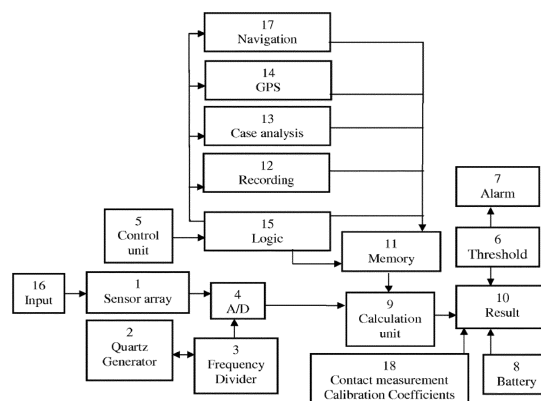 17
Navigation
14
GPS
13
Case analysis
12
Recording
15
Logic
5
Control
unit
11
Memory
7
Alarm
6
Threshold
16
Input
1
Sensor array
4
A/D
9
Calculation
unit
10
Result
2
Quartz
Generator
3
Frequency
Divider
18
Contact measurement
Calibration Coefficients
8
Battery